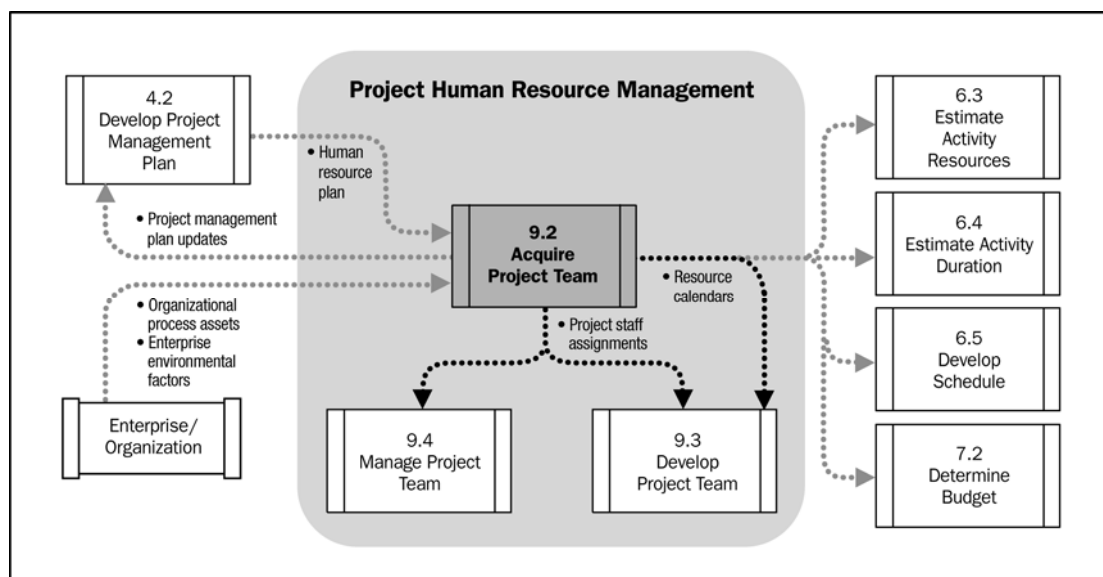 Project Human Resource Management
4.2
Develop Project
Management
Plan
• Human
resource
plan
• Project management
plan updates
9.2
Acquire
Project Team
• Organizational
process assets
• Enterprise
environmental
factors
Enterprise/
Organization
• Resource
calendars
• Project staff
assignments
9.4
Manage Project
Team
9.3
Develop
Project Team
6.3
Estimate
Activity
Resources
6.4
Estimate Activity
Duration
6.5
Develop
Schedule
7.2
Determine
Budget